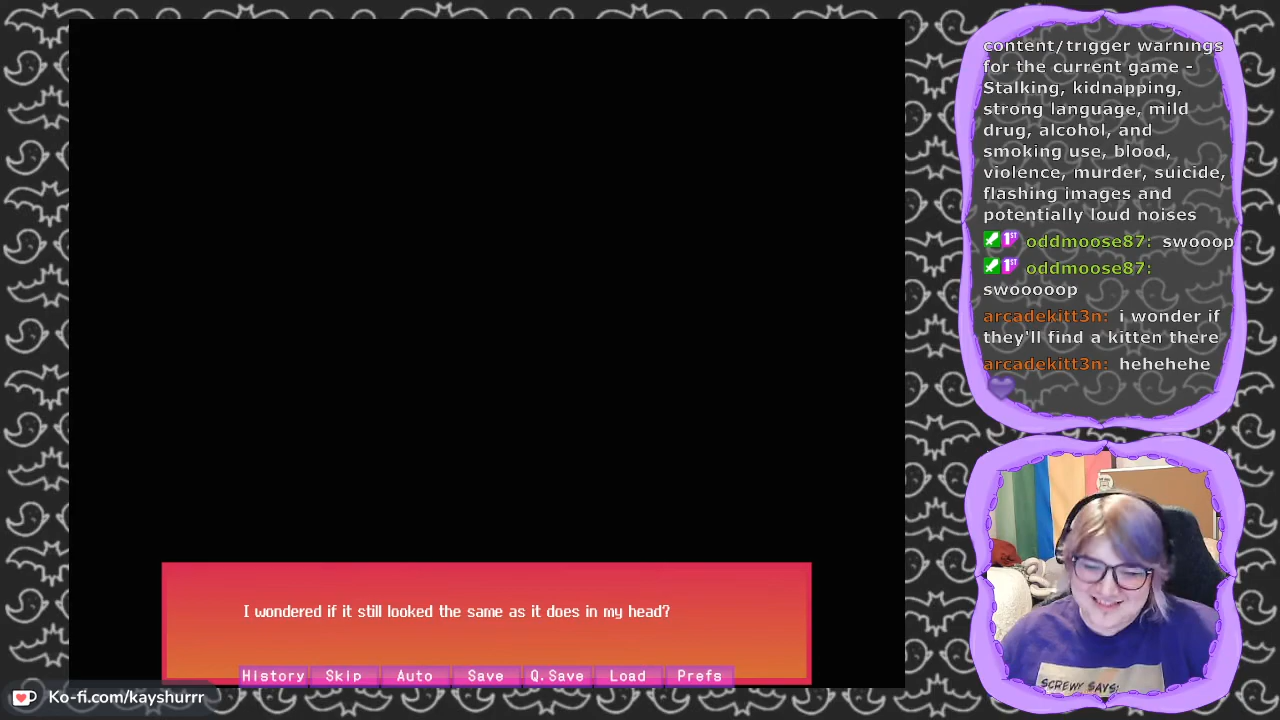 content/trigger warnings
for the current game -
Stalking, kidnapping,
strong language, mild
drug, alcohol, and
smoking use, blood,
violence, murder, suicide,
flashing images and
potentially loud noises
oddmoose87: swooop
oddmoose87:
swooooop
arcadekitt3n: i wonder if
they'll find a kitten there
arcadekitt3n: hehehehe
I wondered if it still looked the same as it does in my head?
History Skip Auto Save Q.Save Load Prefs
Ko-fi.com/kayshurrr
SCREWY SAYS: